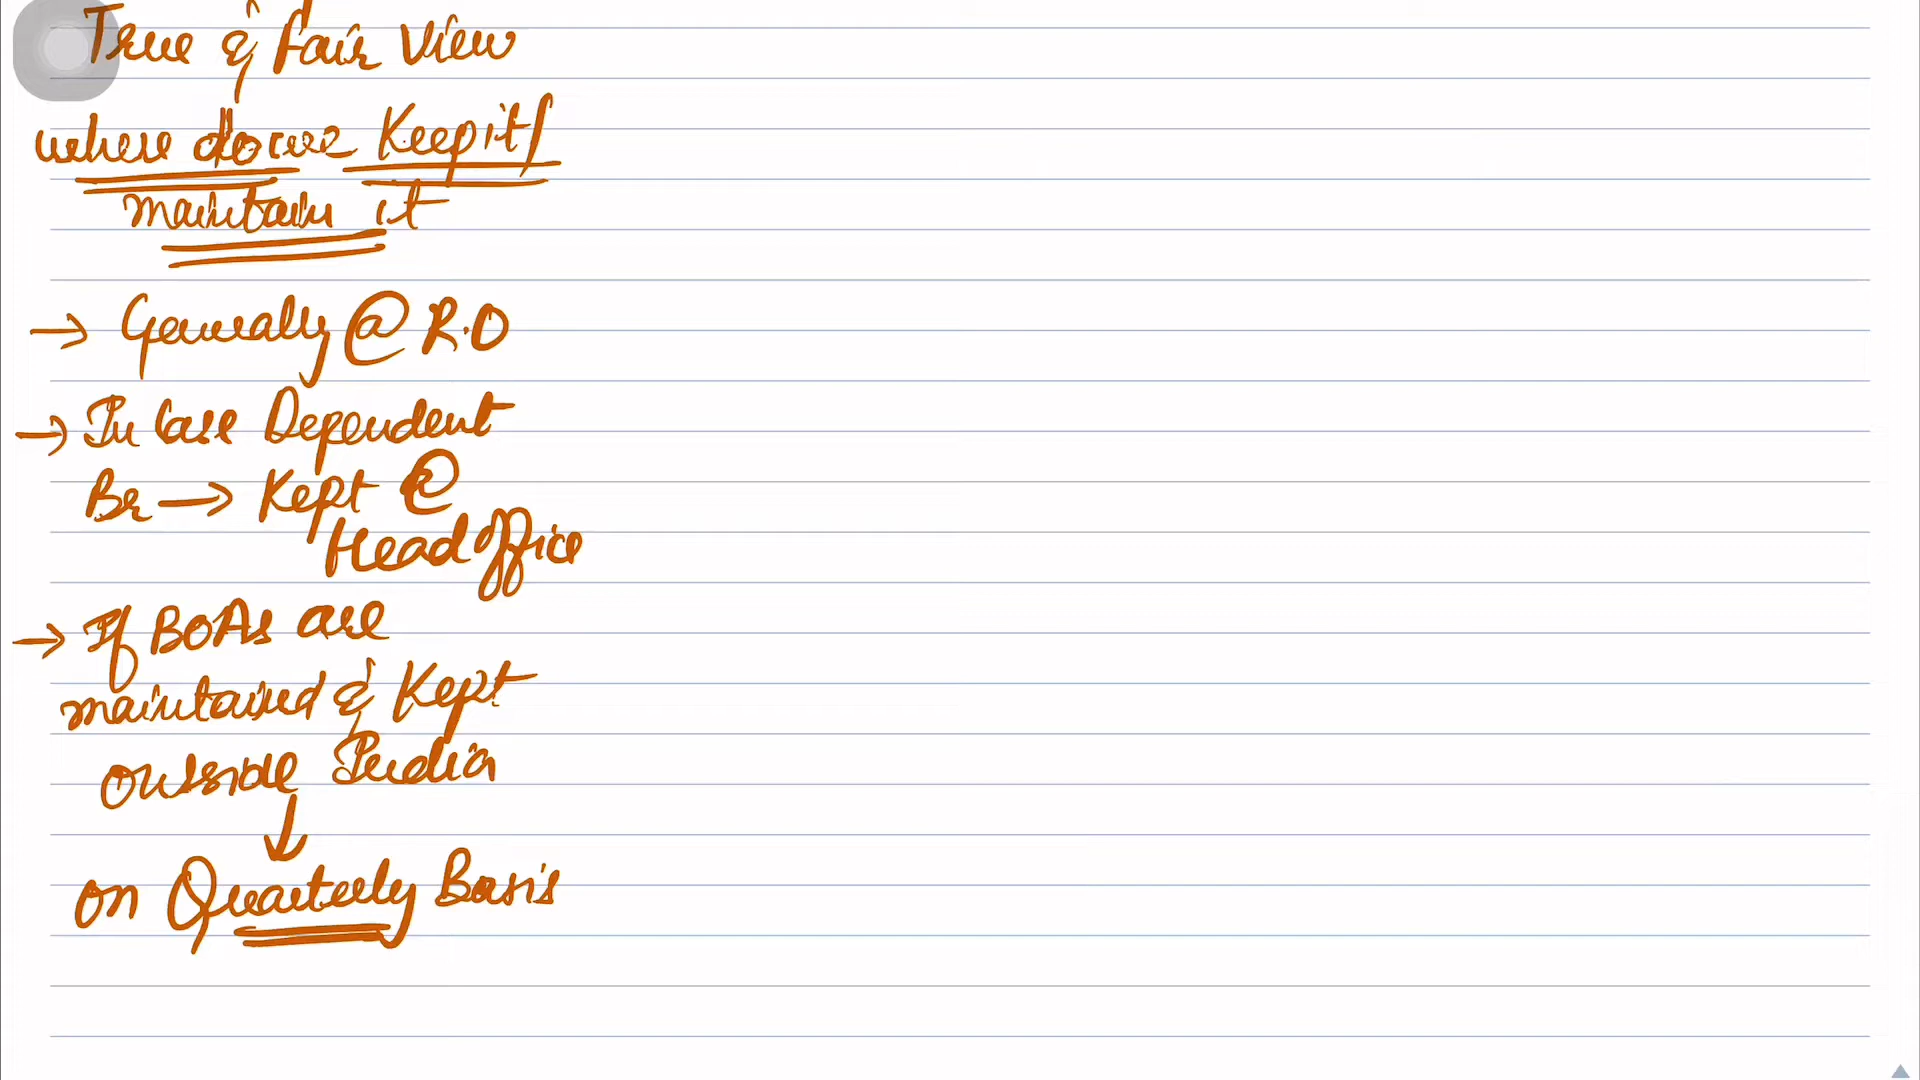 True & Fair View
where do we Keep it/
maintain it
→ Generally @ R.O
→ In Case Dependent
Br → Kept @
Head office
→ If BOAs are
maintained & Kept
outside India
↓
on Quarterly Basis